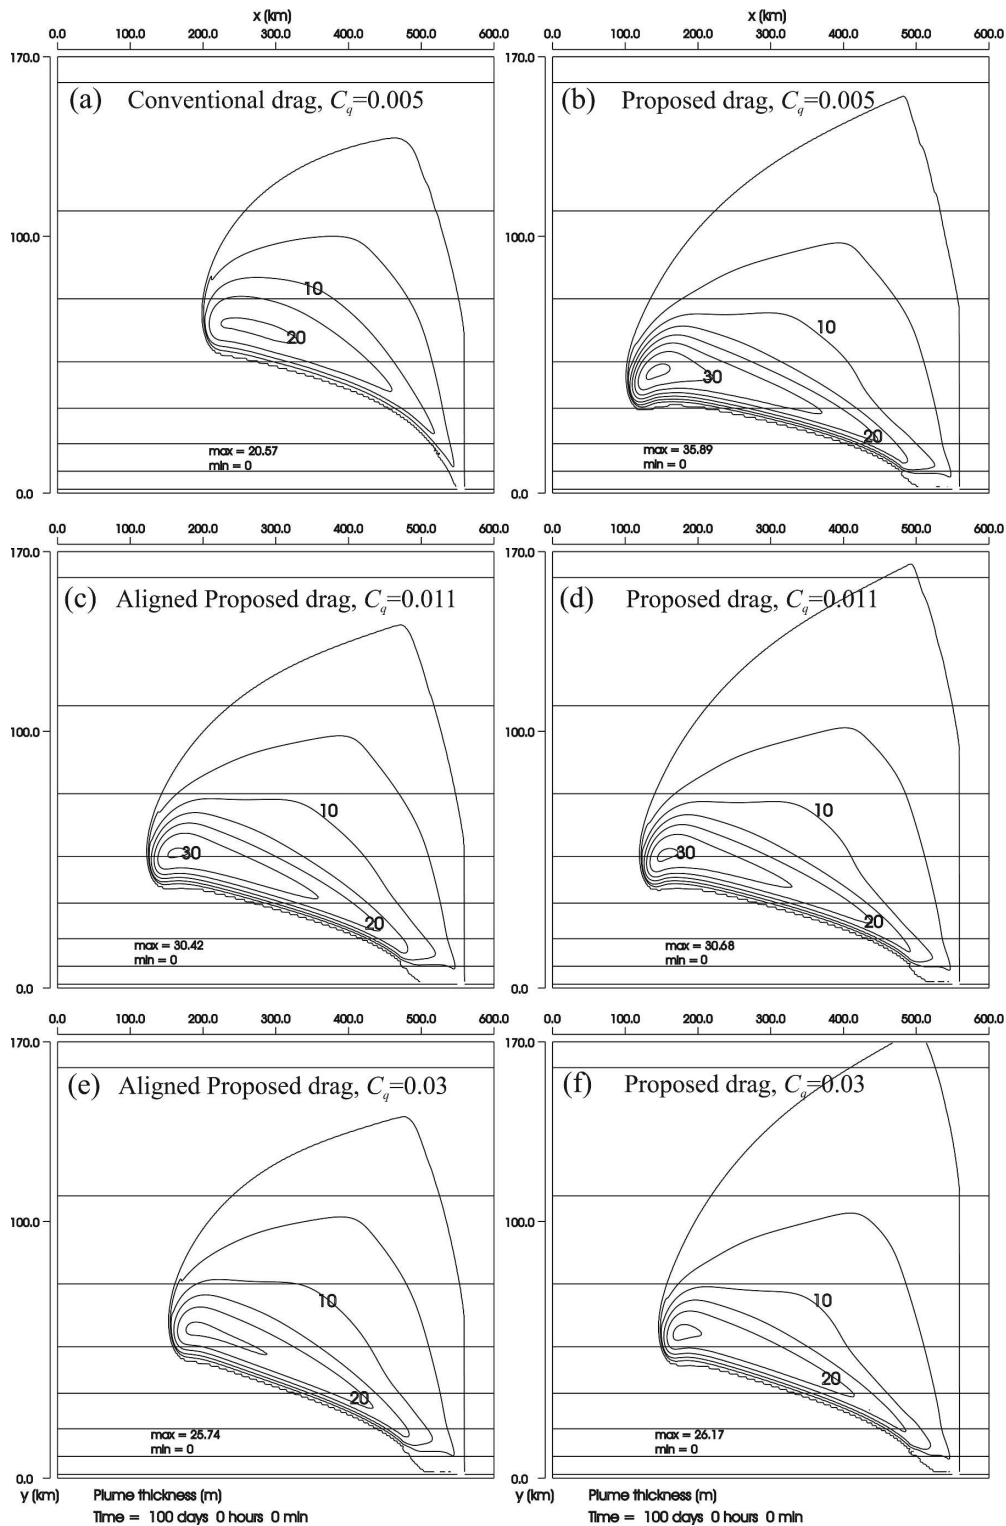 x (km) x (km)
0.0 100.0 200.0 300.0 400.0 500.0 600.0 0.0 100.0 200.0 300.0 400.0 500.0 600.0
170.0 170.0
(a) Conventional drag, Cq=0.005 (b) Proposed drag, Cq=0.005
100.0 100.0
10 10
20 30
20
max = 20.57 max = 35.89
min = 0 min = 0
0.0 0.0
0.0 100.0 200.0 300.0 400.0 500.0 600.0 0.0 100.0 200.0 300.0 400.0 500.0 600.0
170.0 170.0
(c) Aligned Proposed drag, Cq=0.011 (d) Proposed drag, Cq=0.011
100.0 100.0
10 10
30 30
20 20
max = 30.42 max = 30.68
min = 0 min = 0
0.0 0.0
0.0 100.0 200.0 300.0 400.0 500.0 600.0 0.0 100.0 200.0 300.0 400.0 500.0 600.0
170.0 170.0
(e) Aligned Proposed drag, Cq=0.03 (f) Proposed drag, Cq=0.03
100.0 100.0
10 10
20 20
max = 25.74 max = 26.17
min = 0 min = 0
0.0 0.0
y (km) Plume thickness (m) y (km) Plume thickness (m)
Time = 100 days 0 hours 0 min Time = 100 days 0 hours 0 min